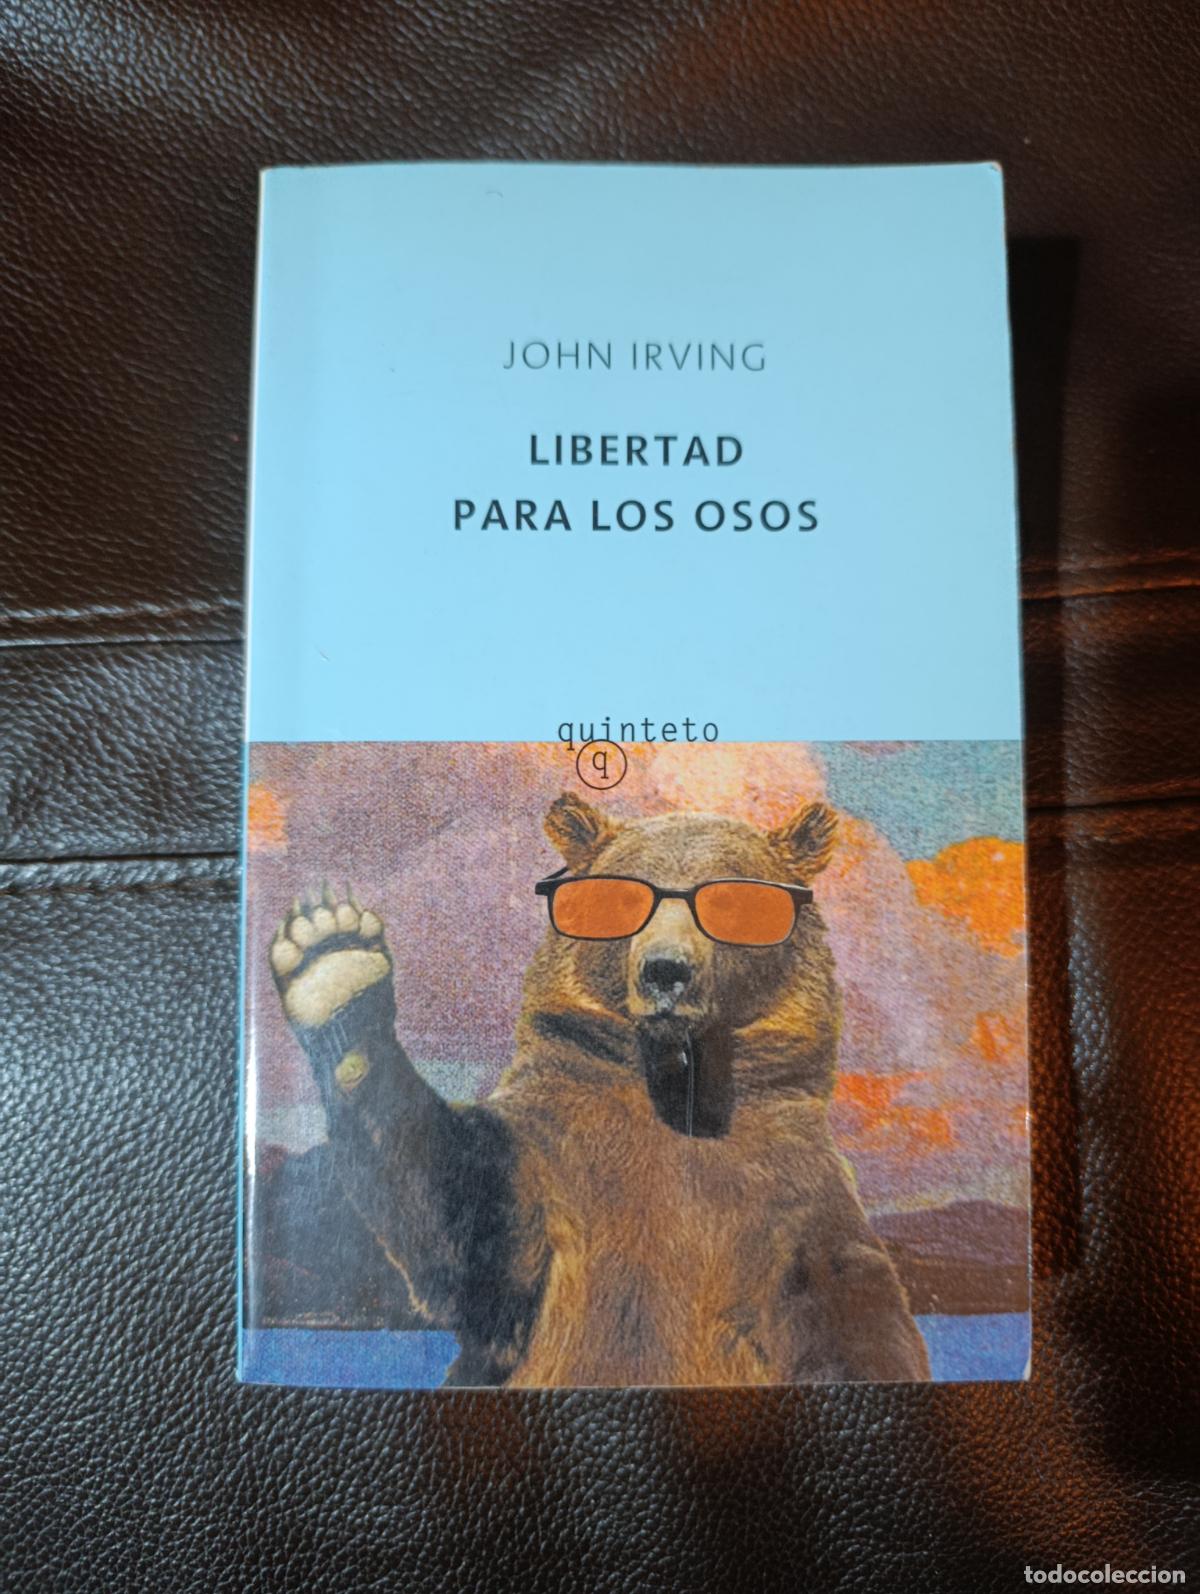 JOHN IRVING
LIBERTAD
PARA LOS OSOS
quinteto
q
todocoleccion